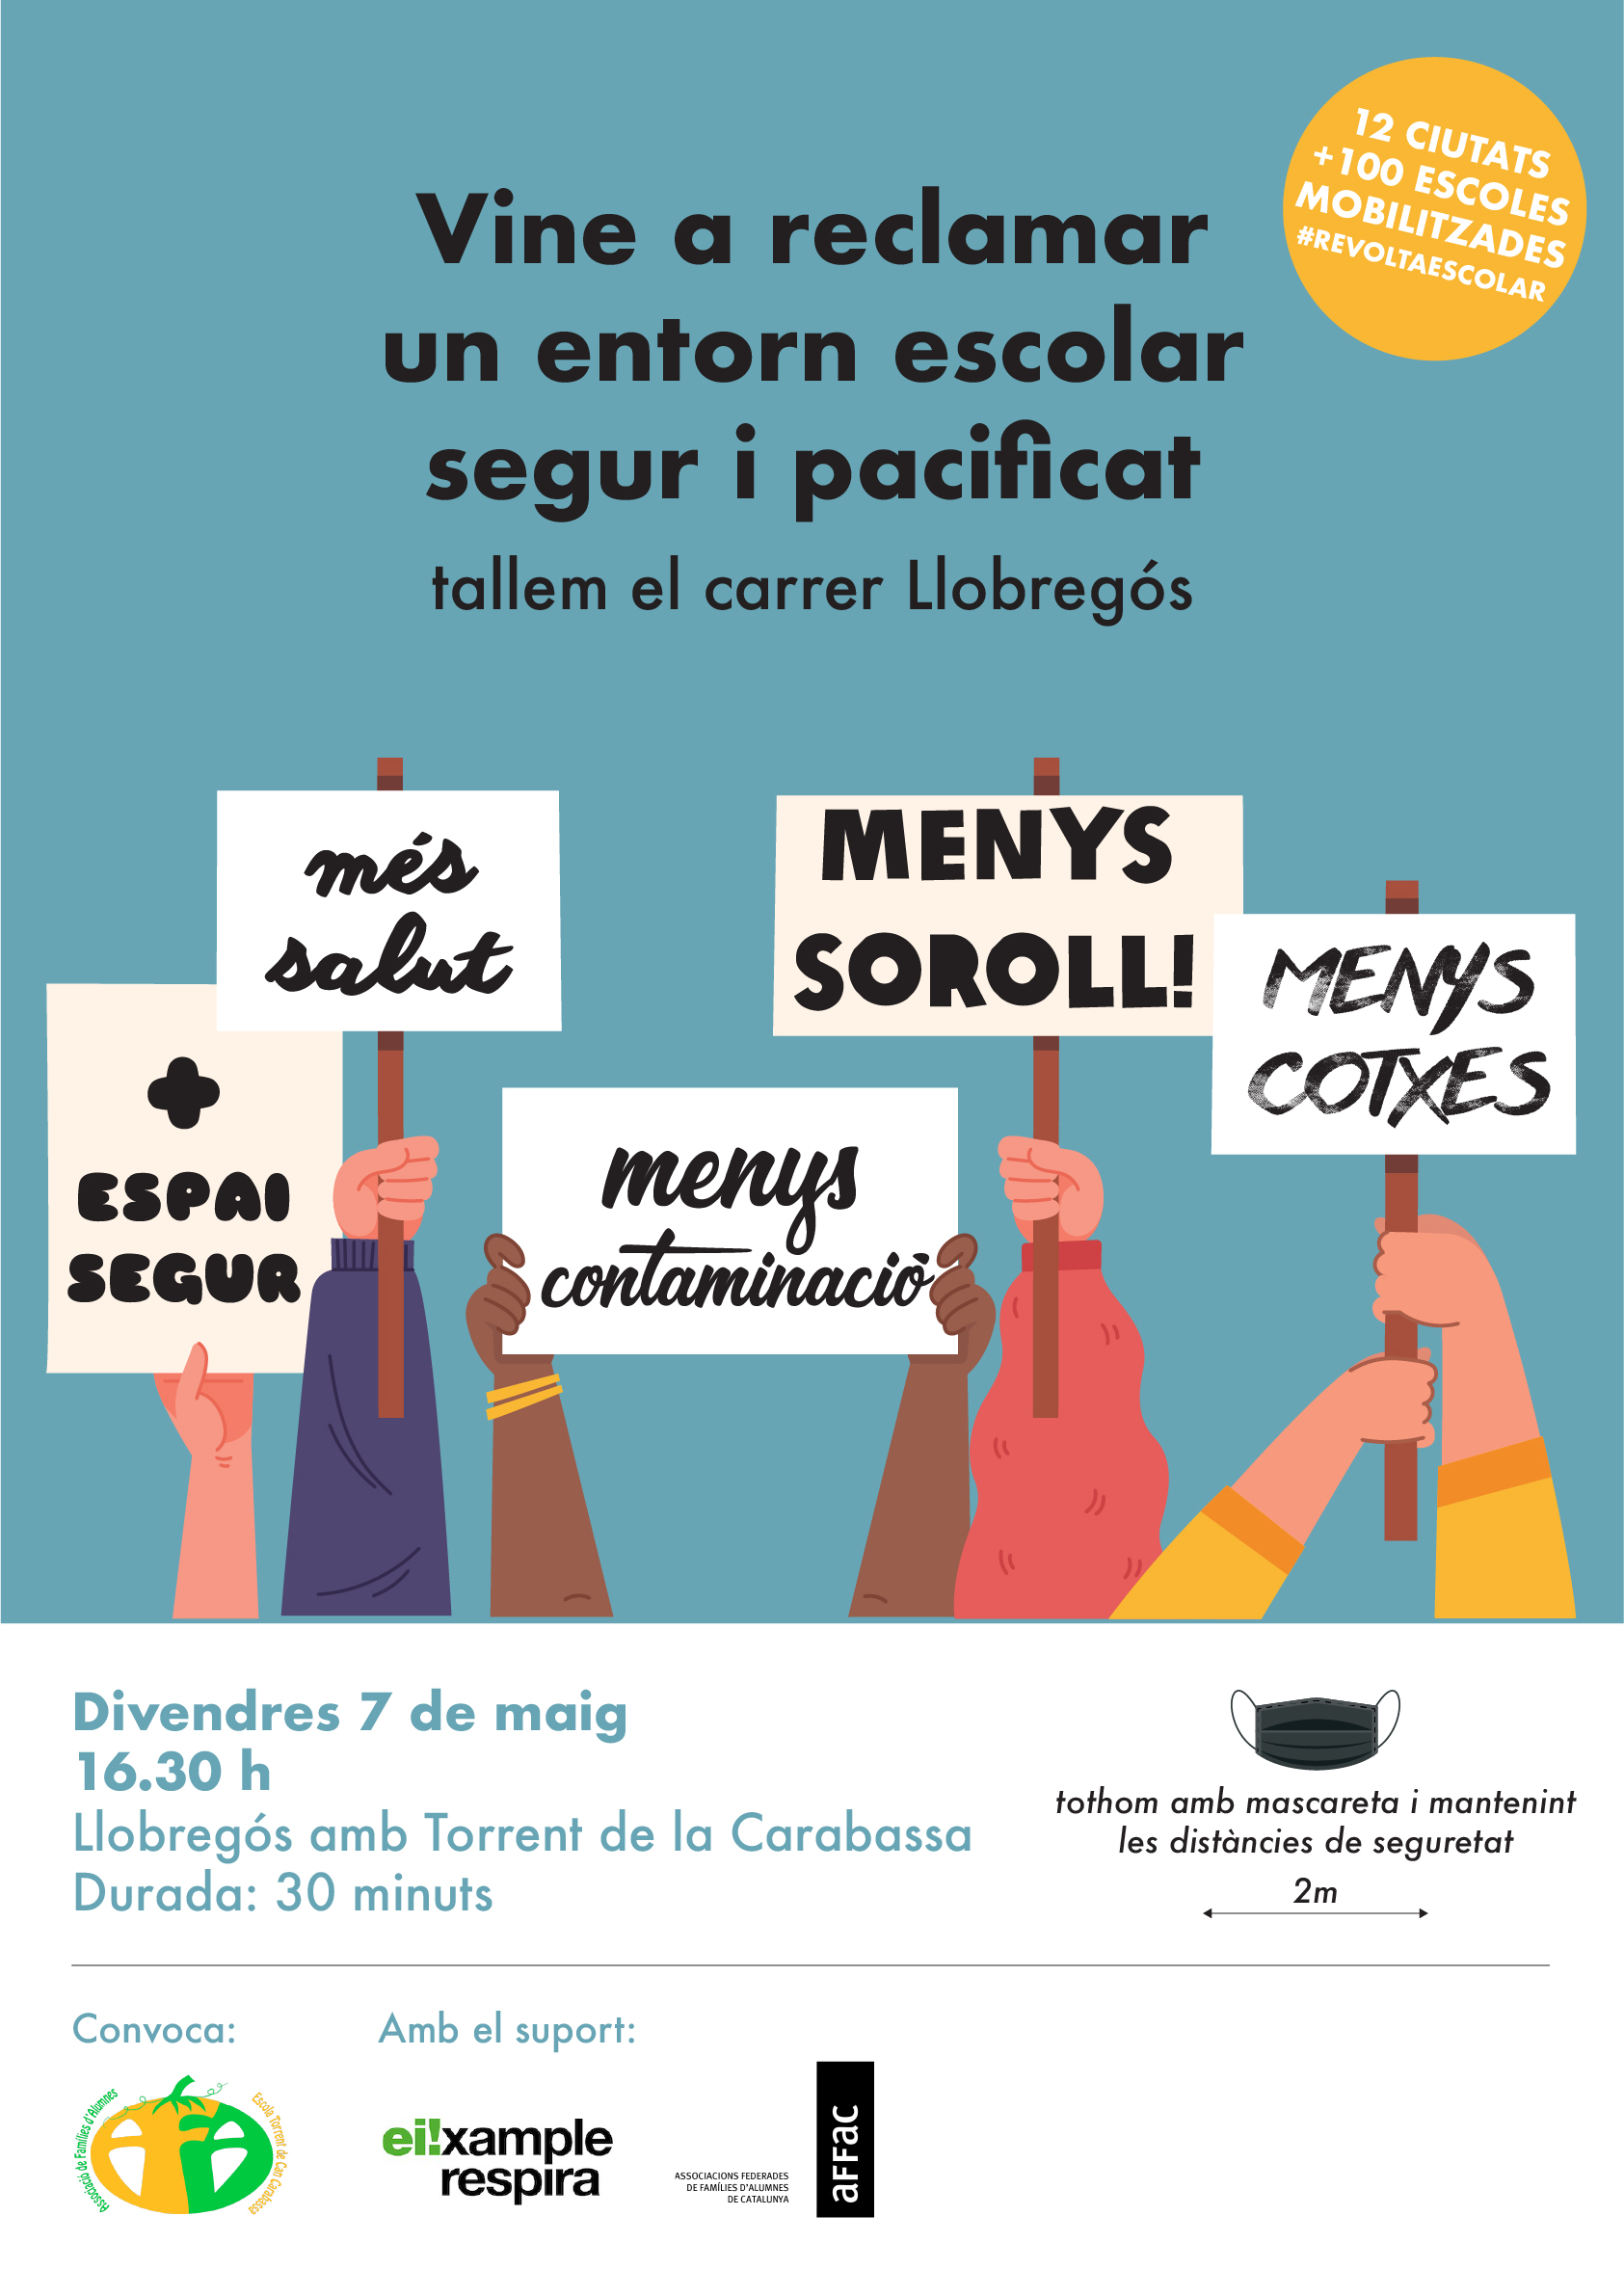 12 CIUTATS
+100 ESCOLES
MOBILITZADES
#REVOLTAESCOLAR
Vine a reclamar
un entorn escolar
segur i pacificat
tallem el carrer Llobregós
més
salut
MENYS
SOROLL!
MENYS
COTXES
+
ESPAI
SEGUR
menys
contaminació
Divendres 7 de maig
16.30 h
Llobregós amb Torrent de la Carabassa
Durada: 30 minuts
tothom amb mascareta i mantenint
les distàncies de seguretat
2m
Convoca:
Amb el suport:
Associació de Famílies d'Alumnes
Escola Torrent de Can Carabassa
ei!xample
respira
ASSOCIACIONS FEDERADES
DE FAMÍLIES D'ALUMNES
DE CATALUNYA
aFFac